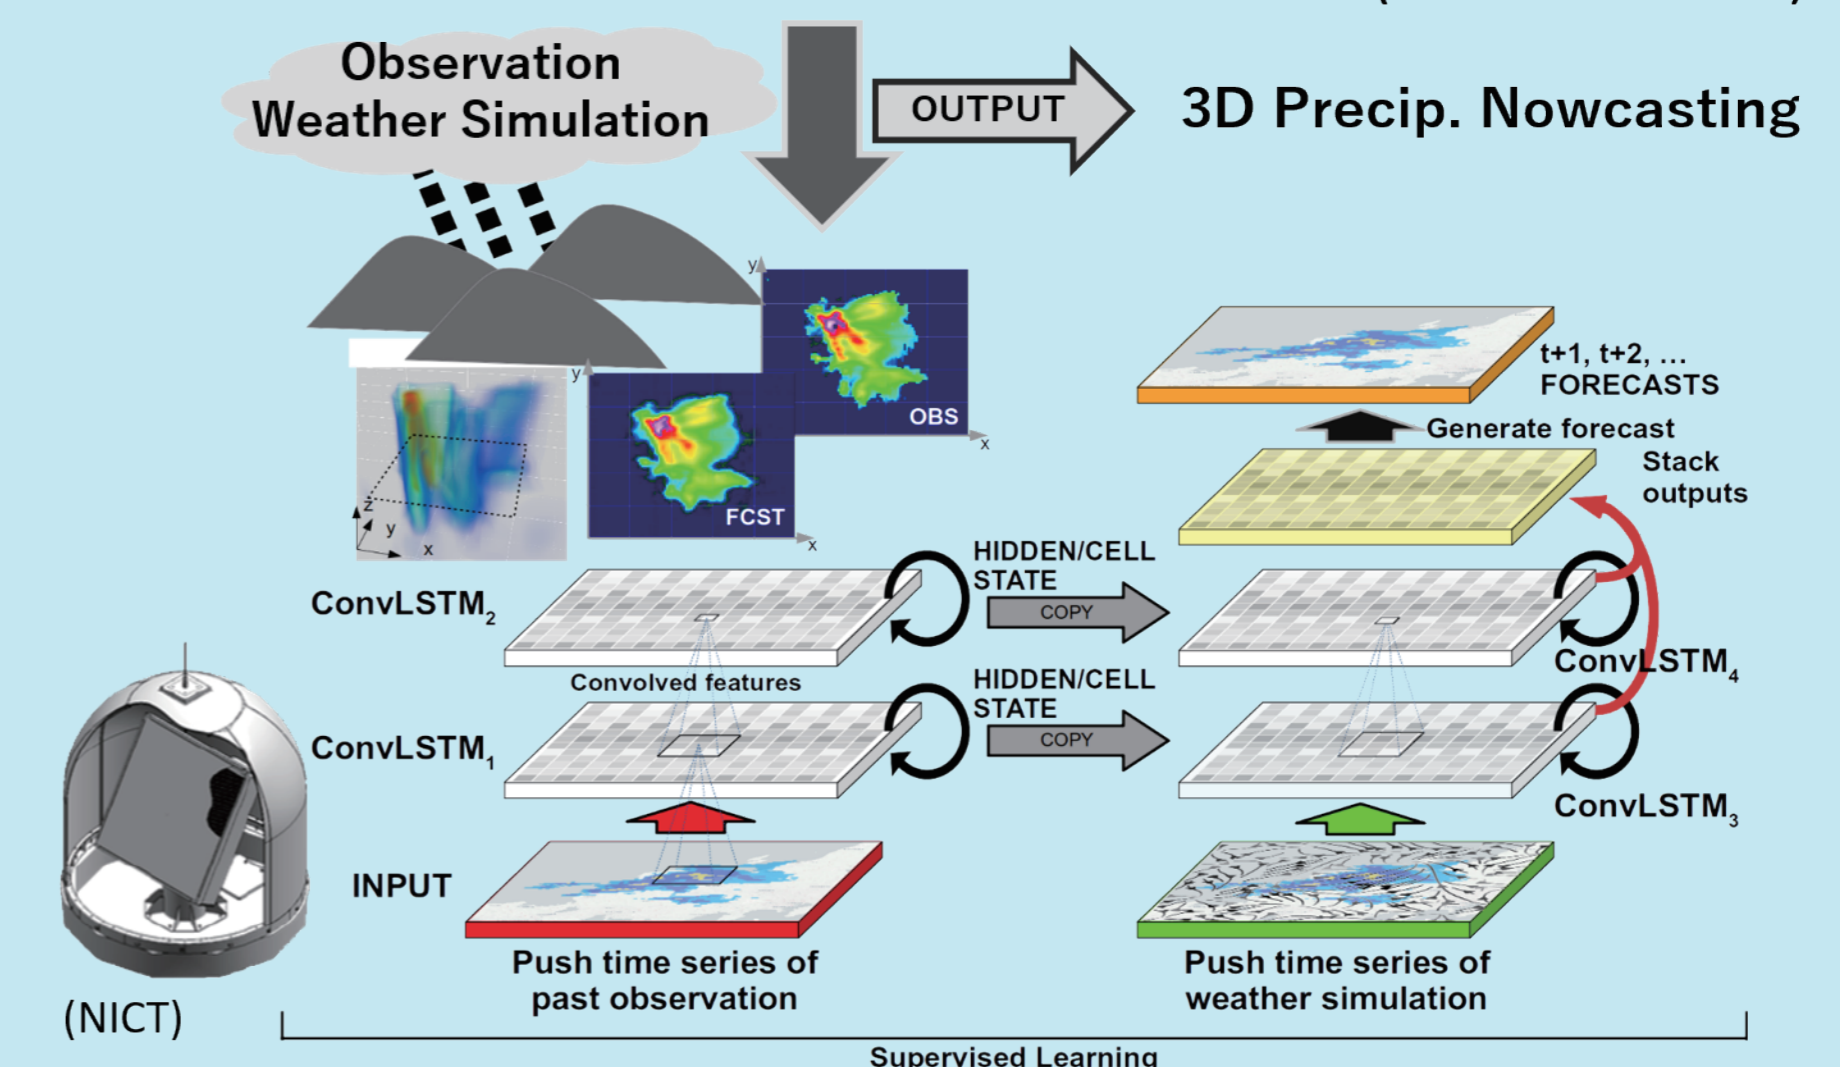 Observation
Weather Simulation
OUTPUT
3D Precip. Nowcasting
y
OBS
x
y
FCST
x
z
y
x
t+1, t+2, ...
FORECASTS
Generate forecast
Stack
outputs
HIDDEN/CELL
STATE
COPY
ConvLSTM2
ConvLSTM4
Convolved features
HIDDEN/CELL
STATE
COPY
ConvLSTM1
ConvLSTM3
INPUT
Push time series of
past observation
Push time series of
weather simulation
(NICT)
Supervised Learning